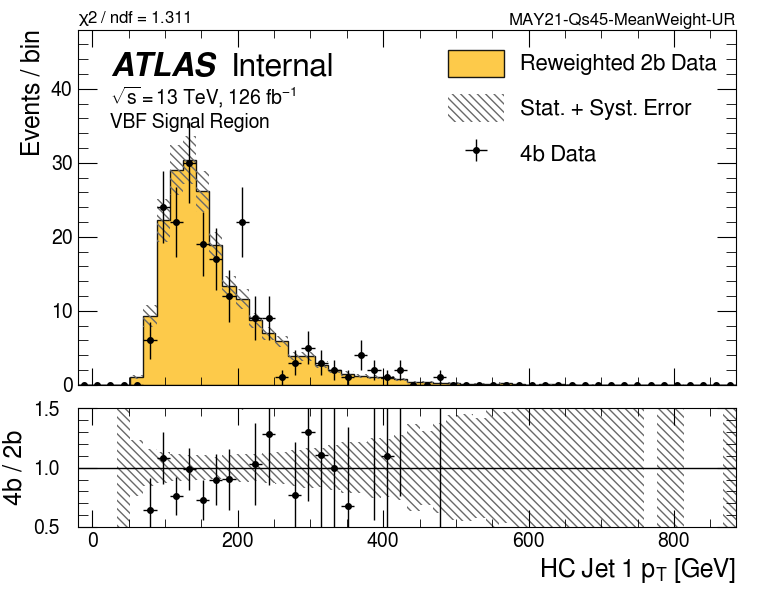 χ2 / ndf = 1.311
MAY21-Qs45-MeanWeight-UR
Events / bin
ATLAS Internal
√s = 13 TeV, 126 fb⁻¹
VBF Signal Region
Reweighted 2b Data
Stat. + Syst. Error
4b Data
40
30
20
10
0
4b / 2b
1.5
1.0
0.5
0 200 400 600 800
HC Jet 1 pT [GeV]